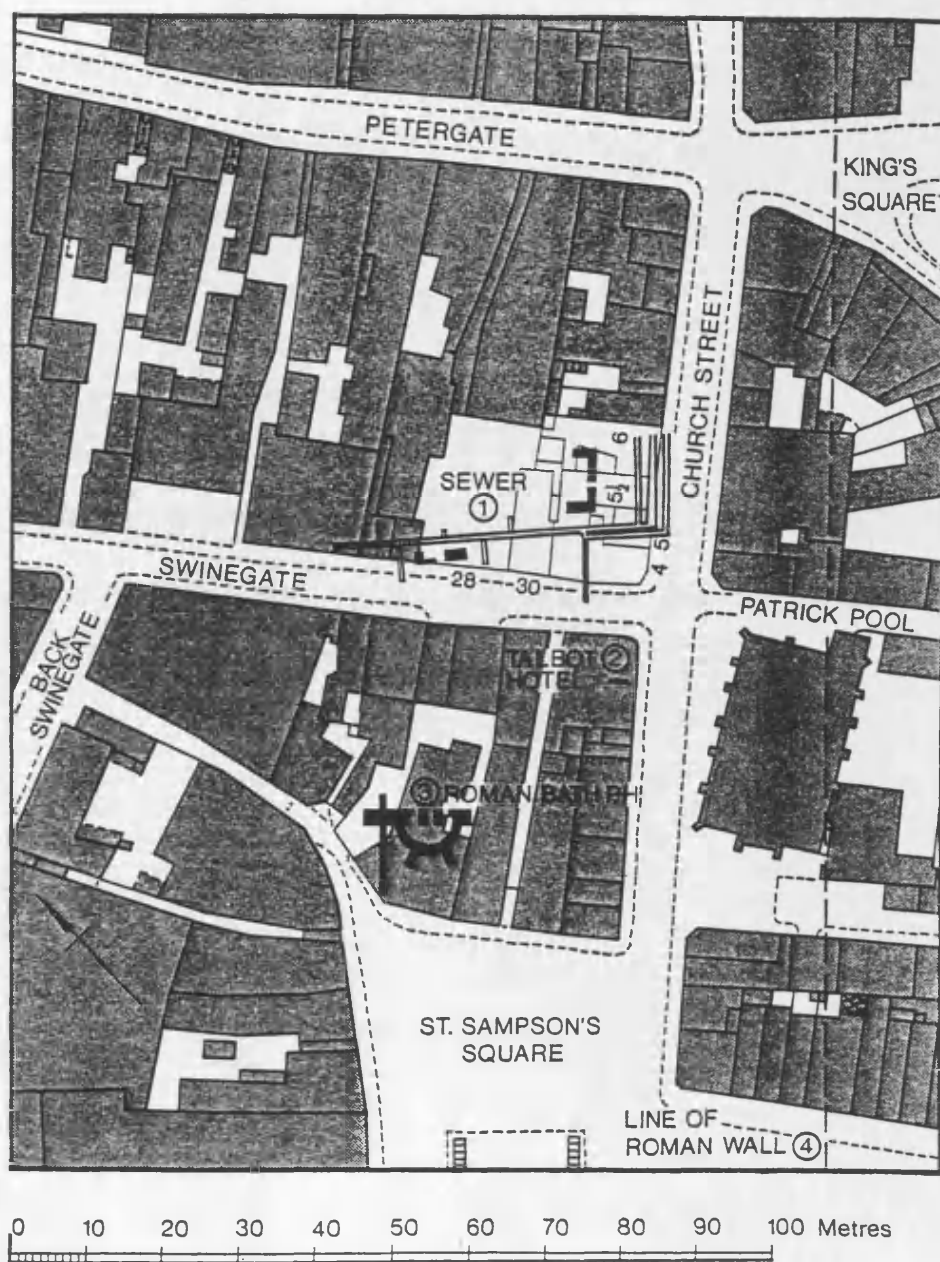 PETERGATE
KING'S
SQUARE
CHURCH STREET
6
SEWER
5½
①
5
4
SWINEGATE
28
30
PATRICK POOL
BACK
SWINEGATE
TALBOT ②
HOTEL
③ ROMAN BATH PH
ST. SAMPSON'S
SQUARE
LINE OF
ROMAN WALL ④
0 10 20 30 40 50 60 70 80 90 100 Metres